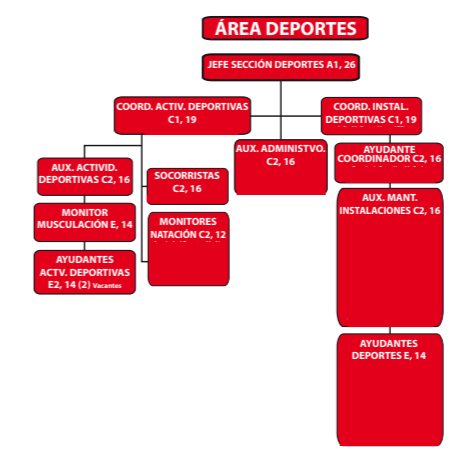 ÁREA DEPORTES
JEFE SECCIÓN DEPORTES A1, 26
COORD. ACTIV. DEPORTIVAS
C1, 19
COORD. INSTAL.
DEPORTIVAS C1, 19
AUX. ADMINISTVO.
C2, 16
AYUDANTE
COORDINADOR C2, 16
AUX. ACTIVID.
DEPORTIVAS C2, 16
SOCORRISTAS
C2, 16
AUX. MANT.
INSTALACIONES C2, 16
MONITOR
MUSCULACIÓN E, 14
MONITORES
NATACIÓN C2, 12
AYUDANTES
ACTV. DEPORTIVAS
E2, 14 (2) Vacantes
AYUDANTES
DEPORTES E, 14